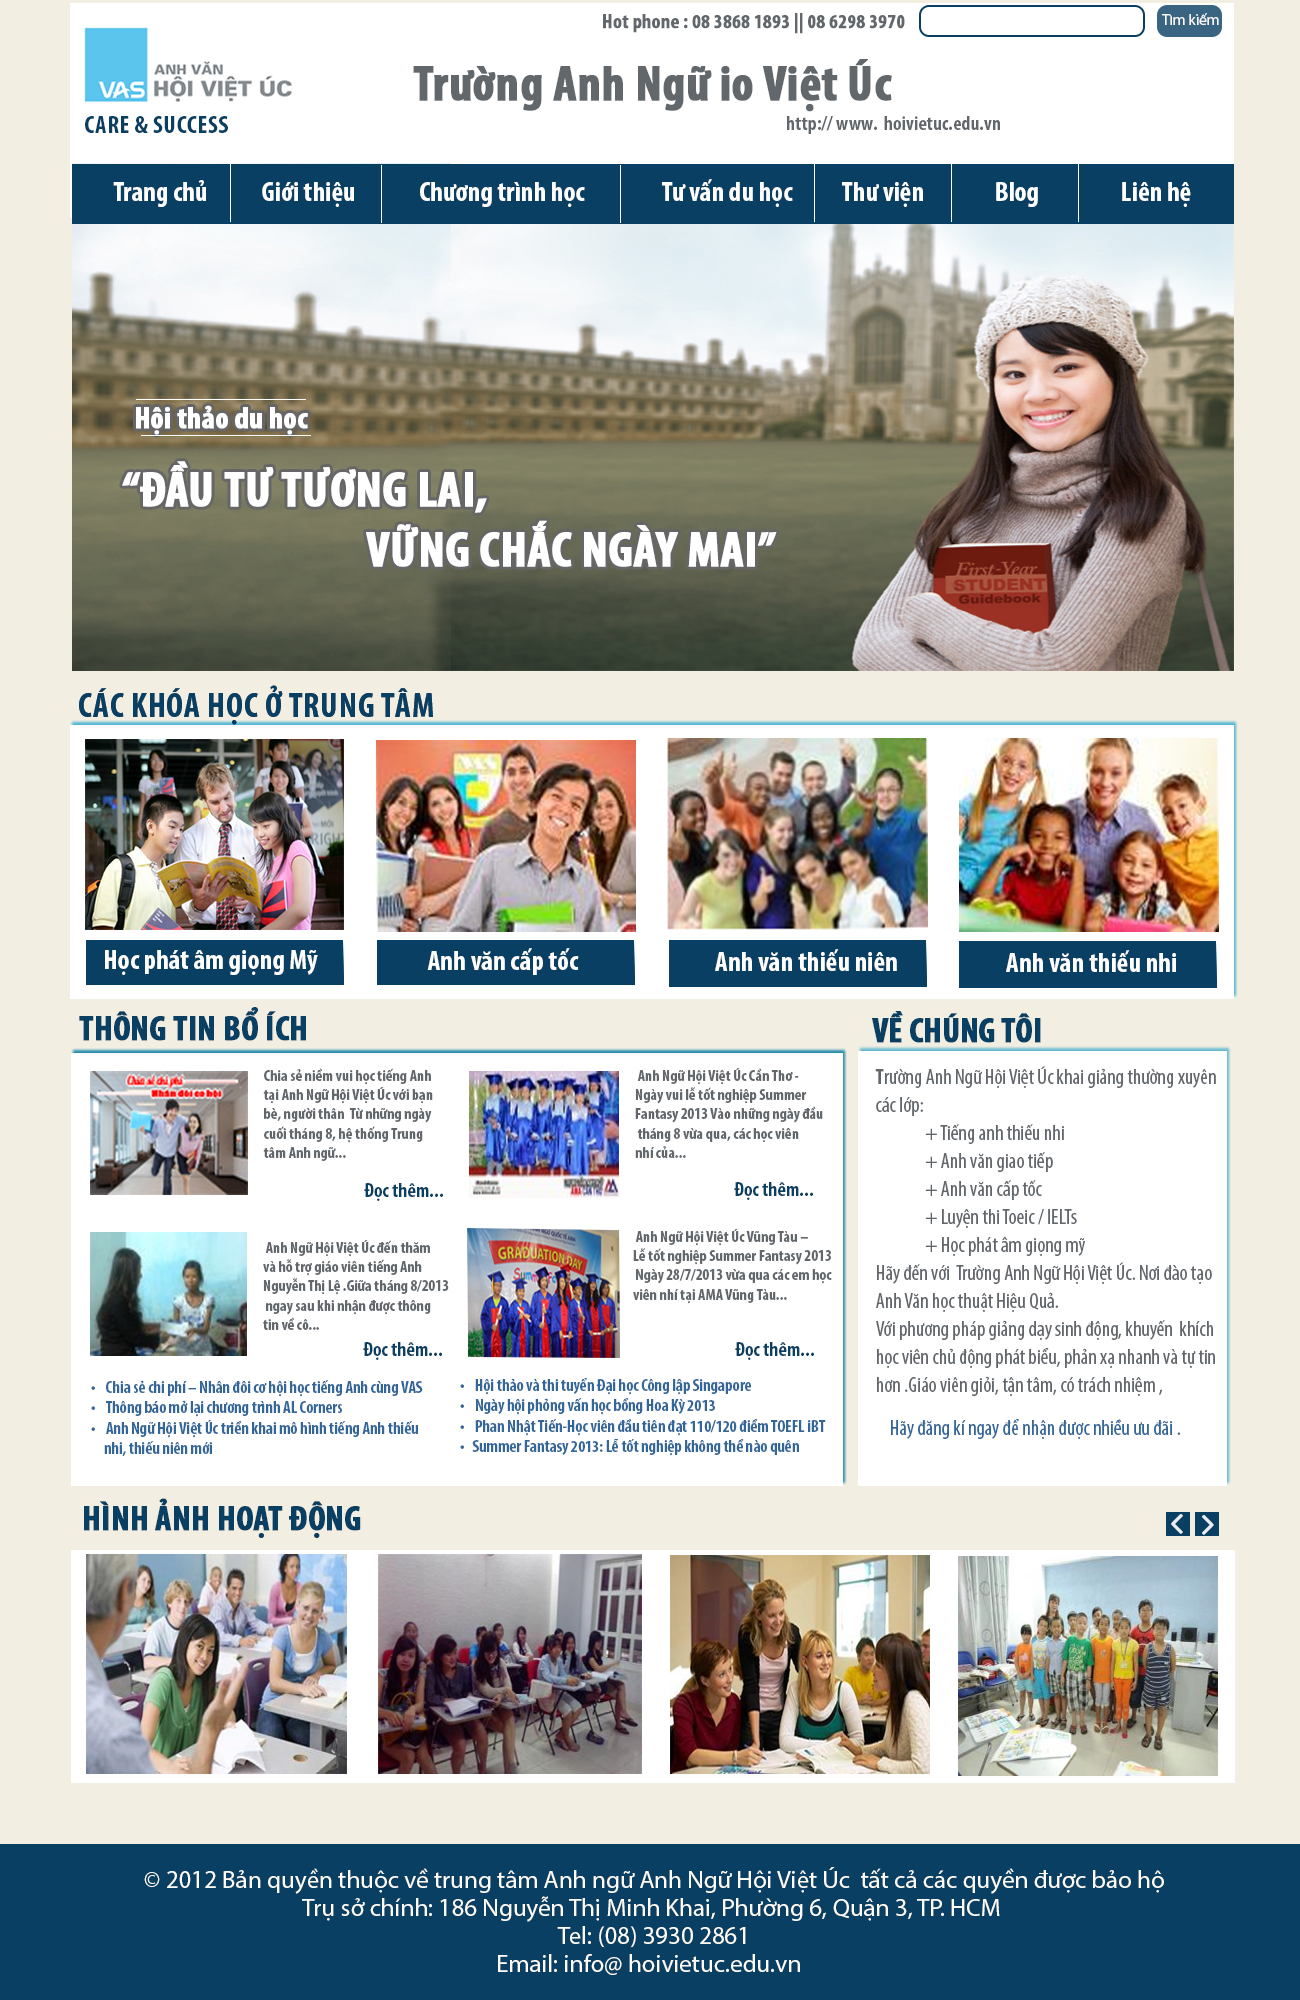 Hot phone : 08 3868 1893 || 08 6298 3970
Tìm kiếm
VAS
ANH VĂN
HỘI VIỆT ÚC
CARE & SUCCESS
Trường Anh Ngữ io Việt Úc
http:// www. hoivietuc.edu.vn
Trang chủ
Giới thiệu
Chương trình học
Tư vấn du học
Thư viện
Blog
Liên hệ
Hội thảo du học
“ĐẦU TƯ TƯƠNG LAI,
VỮNG CHẮC NGÀY MAI”
First-Year
STUDENT
Guidebook
CÁC KHÓA HỌC Ở TRUNG TÂM
Học phát âm giọng Mỹ
Anh văn cấp tốc
Anh văn thiếu niên
Anh văn thiếu nhi
THÔNG TIN BỔ ÍCH
Chia sẻ chi phí
Nhân đôi cơ hội
Chia sẻ niềm vui học tiếng Anh
tại Anh Ngữ Hội Việt Úc với bạn
bè, người thân Từ những ngày
cuối tháng 8, hệ thống Trung
tâm Anh ngữ...
Đọc thêm...
Anh Ngữ Hội Việt Úc Cần Thơ -
Ngày vui lễ tốt nghiệp Summer
Fantasy 2013 Vào những ngày đầu
tháng 8 vừa qua, các học viên
nhí của...
Đọc thêm...
Anh Ngữ Hội Việt Úc đến thăm
và hỗ trợ giáo viên tiếng Anh
Nguyễn Thị Lệ .Giữa tháng 8/2013
ngay sau khi nhận được thông
tin về cô...
Đọc thêm...
GRADUATION DAY
Anh Ngữ Hội Việt Úc Vũng Tàu –
Lễ tốt nghiệp Summer Fantasy 2013
Ngày 28/7/2013 vừa qua các em học
viên nhí tại AMA Vũng Tàu...
Đọc thêm...
• Chia sẻ chi phí – Nhân đôi cơ hội học tiếng Anh cùng VAS
• Thông báo mở lại chương trình AL Corners
• Anh Ngữ Hội Việt Úc triển khai mô hình tiếng Anh thiếu
nhi, thiếu niên mới
• Hội thảo và thi tuyển Đại học Công lập Singapore
• Ngày hội phỏng vấn học bổng Hoa Kỳ 2013
• Phan Nhật Tiến-Học viên đầu tiên đạt 110/120 điểm TOEFL iBT
• Summer Fantasy 2013: Lễ tốt nghiệp không thể nào quên
VỀ CHÚNG TÔI
Trường Anh Ngữ Hội Việt Úc khai giảng thường xuyên
các lớp:
+ Tiếng anh thiếu nhi
+ Anh văn giao tiếp
+ Anh văn cấp tốc
+ Luyện thi Toeic / IELTs
+ Học phát âm giọng mỹ
Hãy đến với Trường Anh Ngữ Hội Việt Úc. Nơi đào tạo
Anh Văn học thuật Hiệu Quả.
Với phương pháp giảng dạy sinh động, khuyến khích
học viên chủ động phát biểu, phản xạ nhanh và tự tin
hơn .Giáo viên giỏi, tận tâm, có trách nhiệm ,
Hãy đăng kí ngay để nhận được nhiều ưu đãi .
HÌNH ẢNH HOẠT ĐỘNG
© 2012 Bản quyền thuộc về trung tâm Anh ngữ Anh Ngữ Hội Việt Úc tất cả các quyền được bảo hộ
Trụ sở chính: 186 Nguyễn Thị Minh Khai, Phường 6, Quận 3, TP. HCM
Tel: (08) 3930 2861
Email: info@ hoivietuc.edu.vn